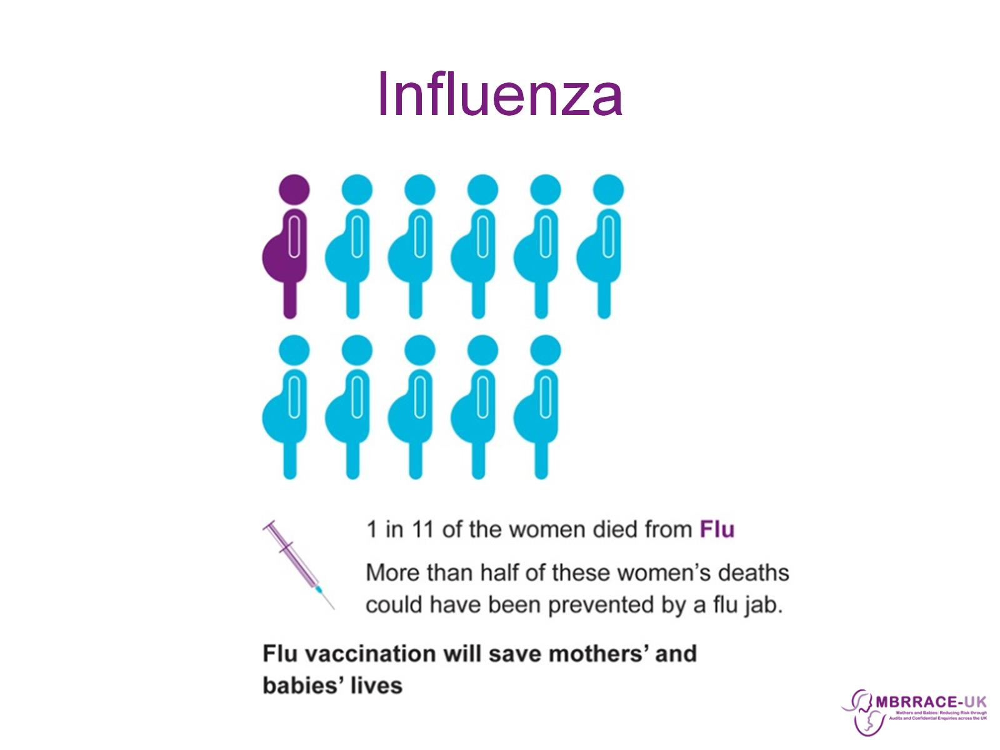 Influenza
1 in 11 of the women died from Flu
More than half of these women’s deaths
could have been prevented by a flu jab.
Flu vaccination will save mothers’ and
babies’ lives
MBRRACE-UK
Mothers and Babies: Reducing Risk through
Audits and Confidential Enquiries across the UK